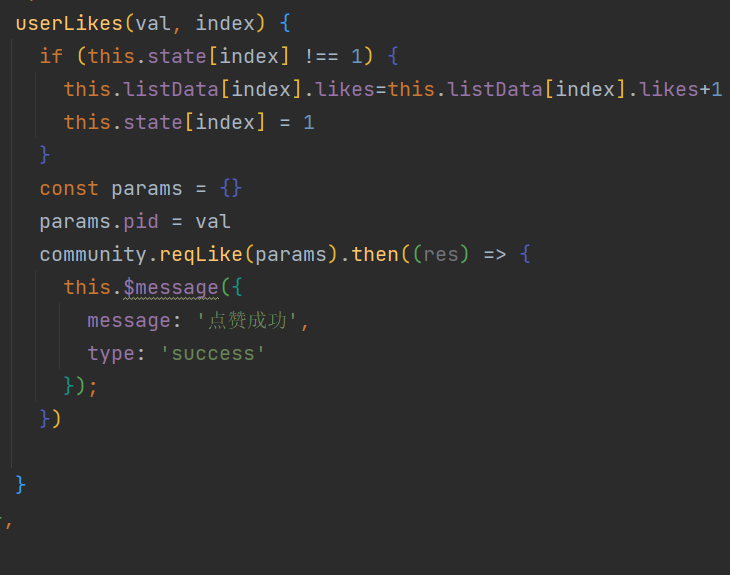 userLikes(val, index) {
if (this.state[index] !== 1) {
this.listData[index].likes=this.listData[index].likes+1
this.state[index] = 1
}
const params = {}
params.pid = val
community.reqLike(params).then((res) => {
this.$message({
message: '点赞成功',
type: 'success'
});
})
}
,